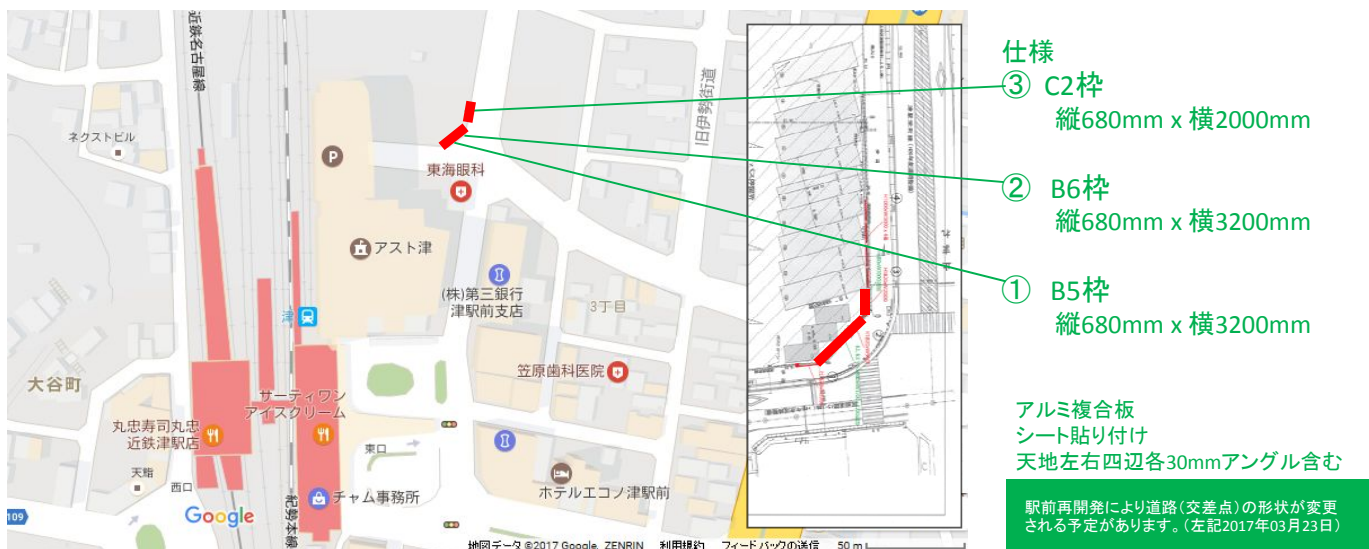 近鉄名古屋線
ネクストビル
P
東海眼科
旧伊勢街道
アスト津
(株)第三銀行
津駅前支店
3丁目
津
大谷町
笠原歯科医院
サーティワン
アイスクリーム
丸忠寿司丸忠
近鉄津駅店
天鮨
西口
東口
109
Google
紀勢本線
チャム事務所
ホテルエコノ津駅前
地図データ ©2017 Google, ZENRIN 利用規約 フィードバックの送信 50 m
仕様
③ C2枠
縦680mm x 横2000mm
② B6枠
縦680mm x 横3200mm
① B5枠
縦680mm x 横3200mm
アルミ複合板
シート貼り付け
天地左右四辺各30mmアングル含む
駅前再開発により道路(交差点)の形状が変更
される予定があります。(左記2017年03月23日)